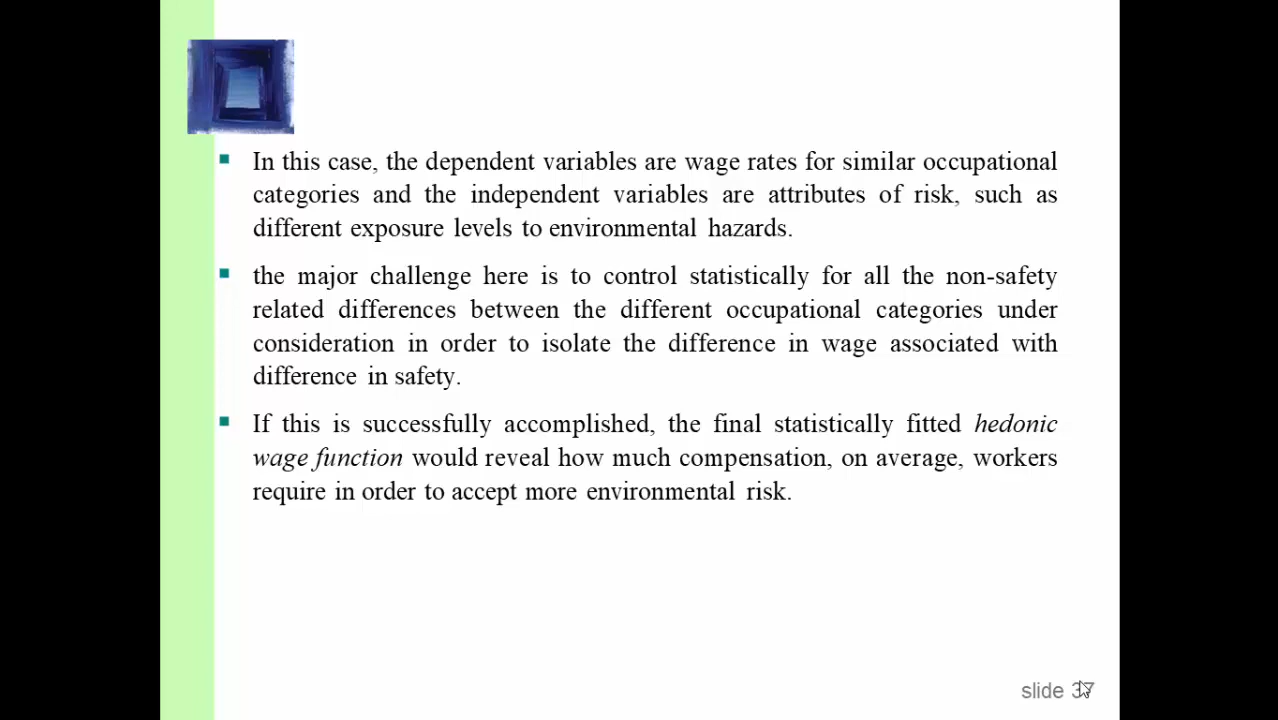 In this case, the dependent variables are wage rates for similar occupational
categories and the independent variables are attributes of risk, such as
different exposure levels to environmental hazards.
the major challenge here is to control statistically for all the non-safety
related differences between the different occupational categories under
consideration in order to isolate the difference in wage associated with
difference in safety.
If this is successfully accomplished, the final statistically fitted hedonic
wage function would reveal how much compensation, on average, workers
require in order to accept more environmental risk.
slide 37